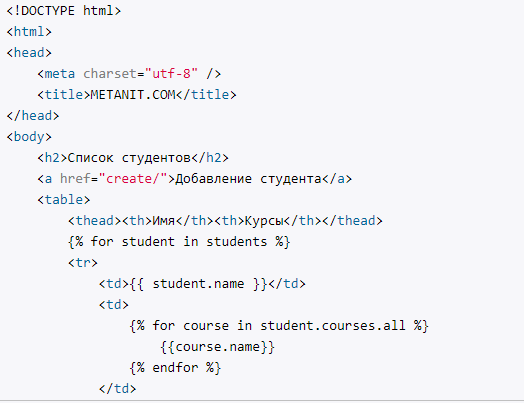 <!DOCTYPE html>
<html>
<head>
    <meta charset="utf-8" />
    <title>METANIT.COM</title>
</head>
<body>
    <h2>Список студентов</h2>
    <a href="create/">Добавление студента</a>
    <table>
        <thead><th>Имя</th><th>Курсы</th></thead>
        {% for student in students %}
        <tr>
            <td>{{ student.name }}</td>
            <td>
                {% for course in student.courses.all %}
                    {{course.name}}
                {% endfor %}
            </td>